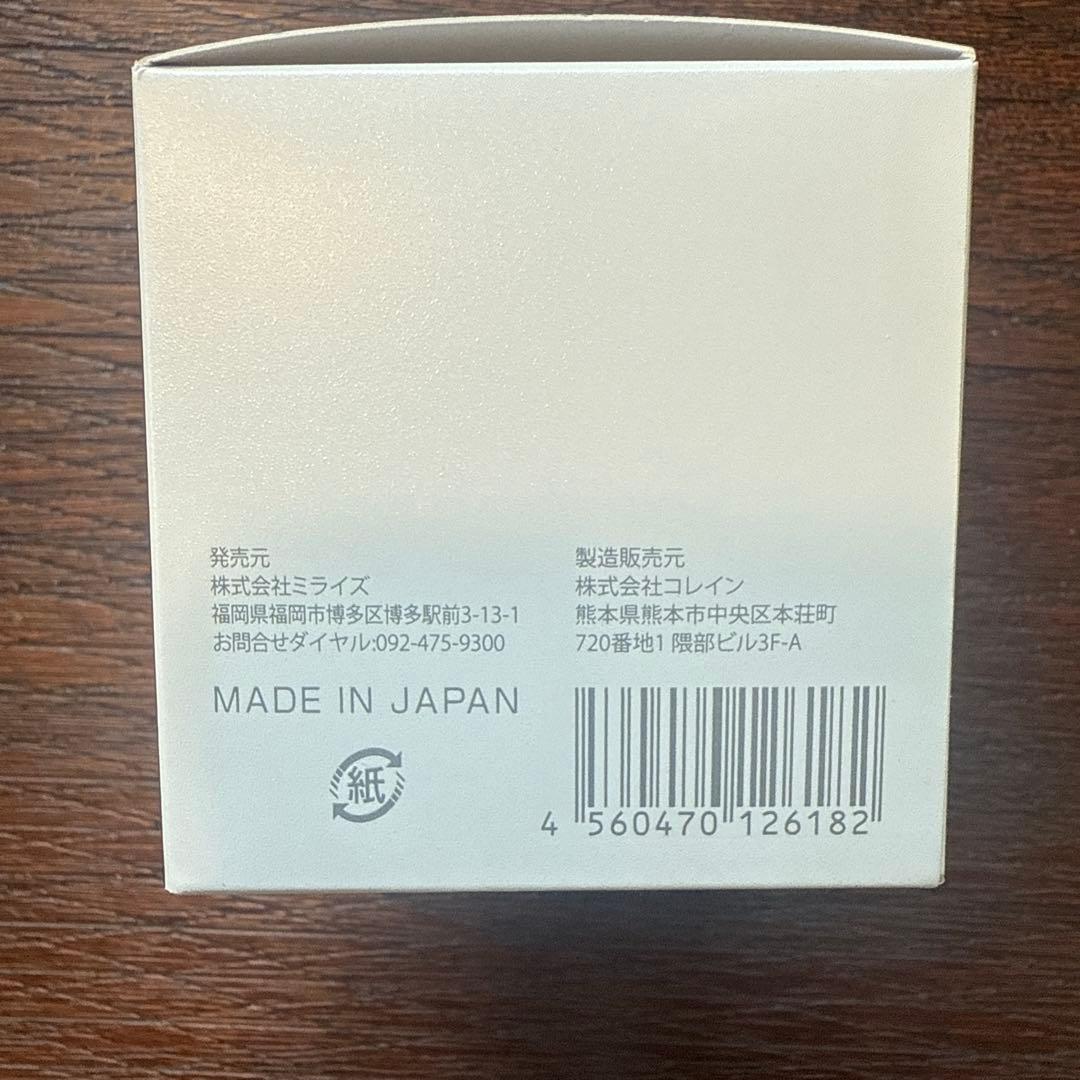 発売元
株式会社ミライズ
福岡県福岡市博多区博多駅前3-13-1
お問合せダイヤル:092-475-9300
MADE IN JAPAN
紙
製造販売元
株式会社コレイン
熊本県熊本市中央区本荘町
720番地1 隈部ビル3F-A
4 560470 126182